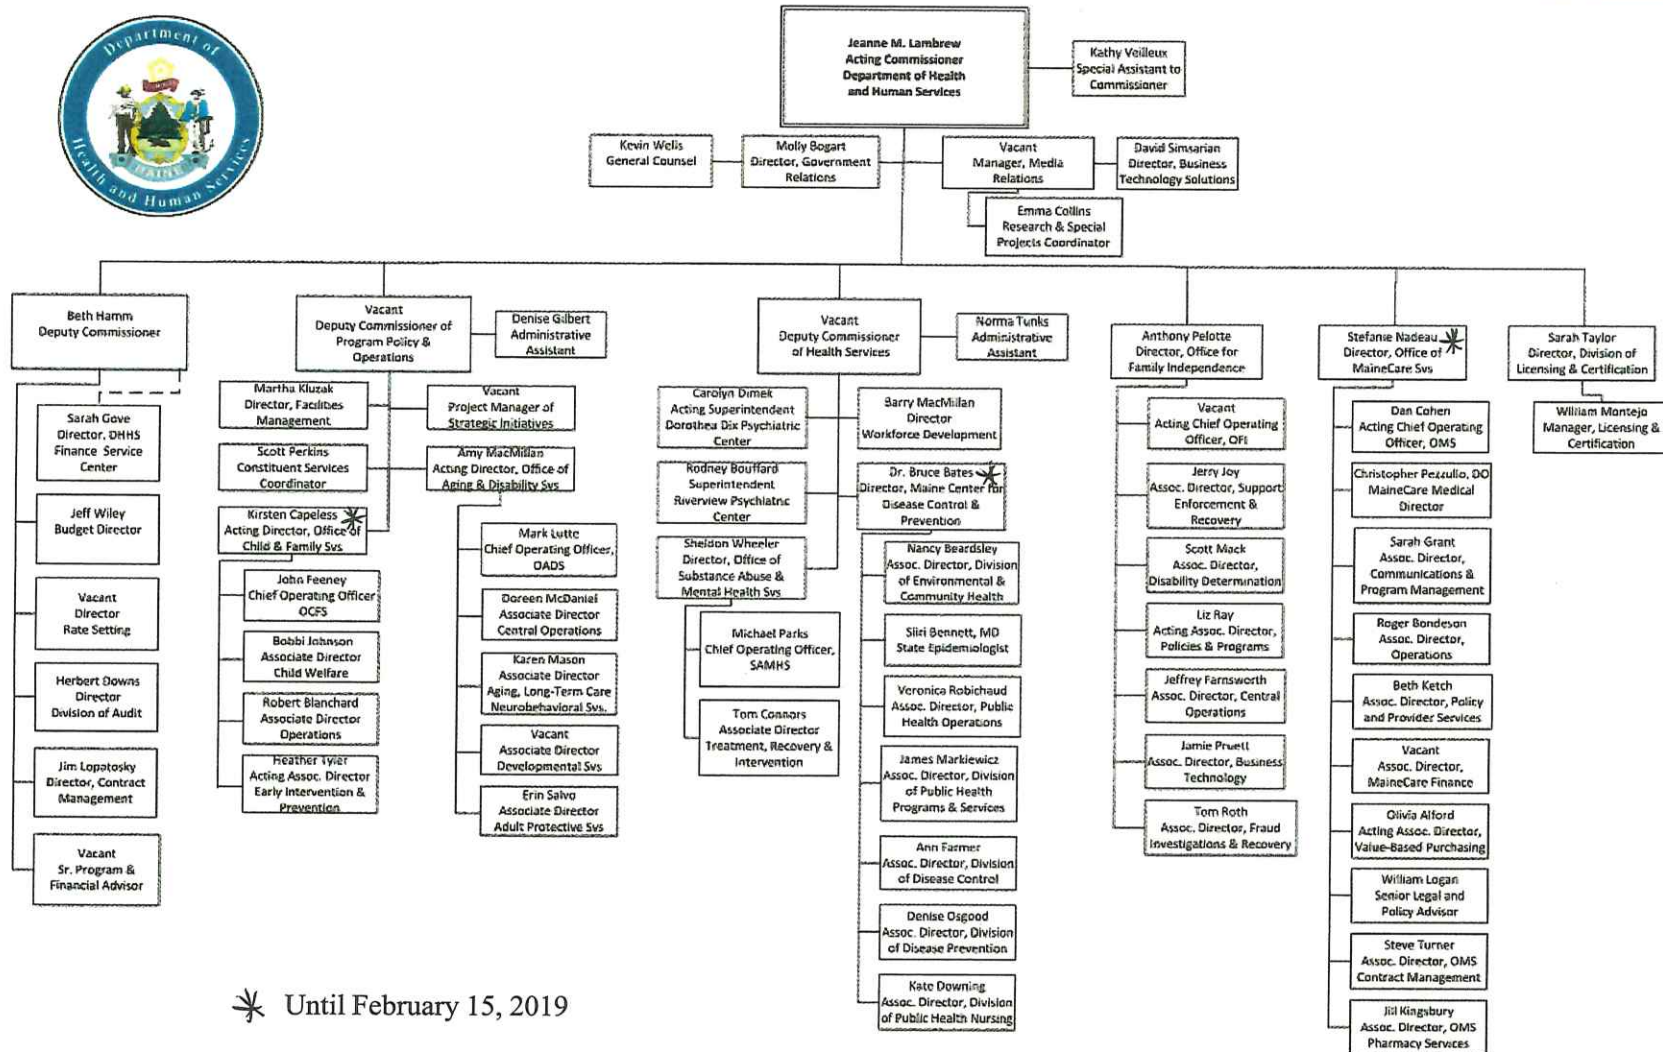 Department of
Health and Human Services
MAINE
Jeanne M. Lambrew
Acting Commissioner
Department of Health
and Human Services
Kathy Veilleux
Special Assistant to
Commissioner
Kevin Wells
General Counsel
Molly Bogart
Director, Government
Relations
Vacant
Manager, Media
Relations
David Simsarian
Director, Business
Technology Solutions
Emma Collins
Research & Special
Projects Coordinator
Beth Hamm
Deputy Commissioner
Sarah Gove
Director, DHHS
Finance Service
Center
Jeff Wiley
Budget Director
Vacant
Director
Rate Setting
Herbert Downs
Director
Division of Audit
Jim Lopatosky
Director, Contract
Management
Vacant
Sr. Program &
Financial Advisor
Vacant
Deputy Commissioner of
Program Policy &
Operations
Denise Gilbert
Administrative
Assistant
Martha Kluzak
Director, Facilities
Management
Vacant
Project Manager of
Strategic Initiatives
Scott Perkins
Constituent Services
Coordinator
Amy MacMillan
Acting Director, Office of
Aging & Disability Svs
Kirsten Capeless
Acting Director, Office of
Child & Family Svs
John Feeney
Chief Operating Officer
OCFS
Bobbi Johnson
Associate Director
Child Welfare
Robert Blanchard
Associate Director
Operations
Heather Tyler
Acting Assoc. Director
Early Intervention &
Prevention
Mark Lutte
Chief Operating Officer,
OADS
Doreen McDaniel
Associate Director
Central Operations
Karen Mason
Associate Director
Aging, Long-Term Care
Neurobehavioral Svs.
Vacant
Associate Director
Developmental Svs
Erin Salvo
Associate Director
Adult Protective Svs
Vacant
Deputy Commissioner
of Health Services
Norma Tunks
Administrative
Assistant
Carolyn Dimek
Acting Superintendent
Dorothea Dix Psychiatric
Center
Barry MacMillan
Director
Workforce Development
Rodney Bouffard
Superintendent
Riverview Psychiatric
Center
Dr. Bruce Bates
Director, Maine Center for
Disease Control &
Prevention
Sheldon Wheeler
Director, Office of
Substance Abuse &
Mental Health Svs
Michael Parks
Chief Operating Officer,
SAMHS
Tom Connors
Associate Director
Treatment, Recovery &
Intervention
Nancy Beardsley
Assoc. Director, Division
of Environmental &
Community Health
Siiri Bennett, MD
State Epidemiologist
Veronica Robichaud
Assoc. Director, Public
Health Operations
James Markiewicz
Assoc. Director, Division
of Public Health
Programs & Services
Ann Farmer
Assoc. Director, Division
of Disease Control
Denise Osgood
Assoc. Director, Division
of Disease Prevention
Kate Downing
Assoc. Director, Division
of Public Health Nursing
Anthony Pelotte
Director, Office for
Family Independence
Vacant
Acting Chief Operating
Officer, OFI
Jerry Joy
Assoc. Director, Support
Enforcement &
Recovery
Scott Mack
Assoc. Director,
Disability Determination
Liz Ray
Acting Assoc. Director,
Policies & Programs
Jeffrey Farnsworth
Assoc. Director, Central
Operations
Jamie Pruett
Assoc. Director, Business
Technology
Tom Roth
Assoc. Director, Fraud
Investigations & Recovery
Stefanie Nadeau
Director, Office of
MaineCare Svs
Dan Cohen
Acting Chief Operating
Officer, OMS
Christopher Pezzullo, DO
MaineCare Medical
Director
Sarah Grant
Assoc. Director,
Communications &
Program Management
Roger Bondeson
Assoc. Director,
Operations
Beth Ketch
Assoc. Director, Policy
and Provider Services
Vacant
Assoc. Director,
MaineCare Finance
Olivia Alford
Acting Assoc. Director,
Value-Based Purchasing
William Logan
Senior Legal and
Policy Advisor
Steve Turner
Assoc. Director, OMS
Contract Management
Jill Kingsbury
Assoc. Director, OMS
Pharmacy Services
Sarah Taylor
Director, Division of
Licensing & Certification
William Montejo
Manager, Licensing &
Certification
Until February 15, 2019